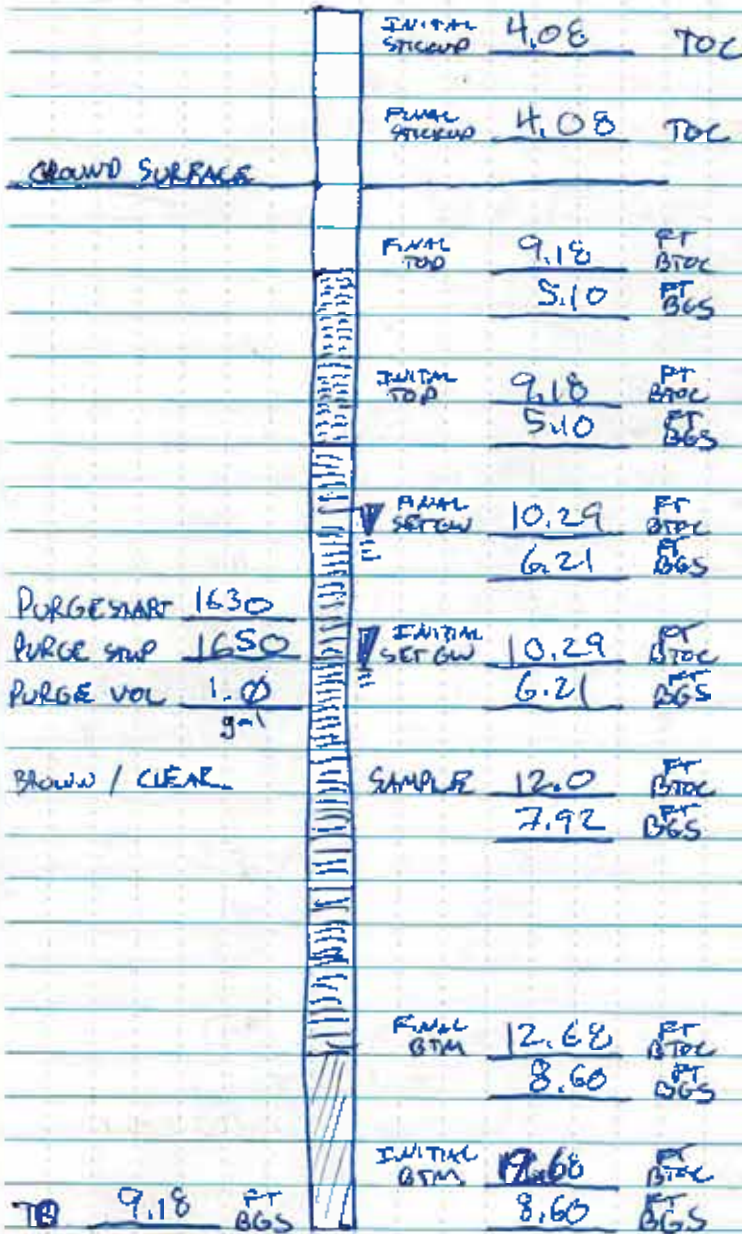 INITIAL STICKUP 4.08 TOC
FINAL STICKUP 4.08 TOC
GROUND SURFACE
FINAL TOP 9.18 FT BTOC
5.10 FT BGS
INITAL TOP 9.18 FT BTOC
5.10 FT BGS
FINAL SET GW 10.29 FT BTOC
6.21 FT BGS
PURGE START 1630
PURGE STOP 1650
INITIAL SET GW 10.29 FT BTOC
PURGE VOL 1.0 gal
6.21 FT BGS
BROWN / CLEAR
SAMPLE 12.0 FT BTOC
7.92 FT BGS
FINAL BTM 12.68 FT BTOC
8.60 FT BGS
INITIAL BTM 12.68 FT BTOC
TD 9.18 FT BGS
8.60 FT BGS